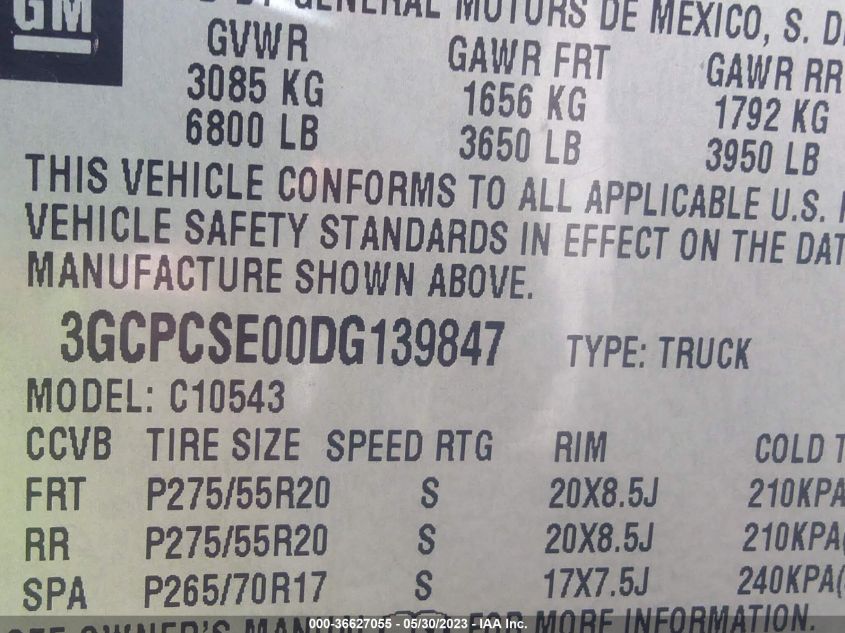 GM
GENERAL MOTORS DE MEXICO, S. D
GVWR GAWR FRT GAWR RR
3085 KG 1656 KG 1792 KG
6800 LB 3650 LB 3950 LB
THIS VEHICLE CONFORMS TO ALL APPLICABLE U.S.
VEHICLE SAFETY STANDARDS IN EFFECT ON THE DAT
MANUFACTURE SHOWN ABOVE.
3GCPCSE00DG139847 TYPE: TRUCK
MODEL: C10543
CCVB TIRE SIZE SPEED RTG RIM COLD T
FRT P275/55R20 S 20X8.5J 210KPA
RR P275/55R20 S 20X8.5J 210KPA(
SPA P265/70R17 S 17X7.5J 240KPA(
SEE OWNER'S MANUAL FOR MORE INFORMATION.
000-36627055 - 05/30/2023 - IAA Inc.